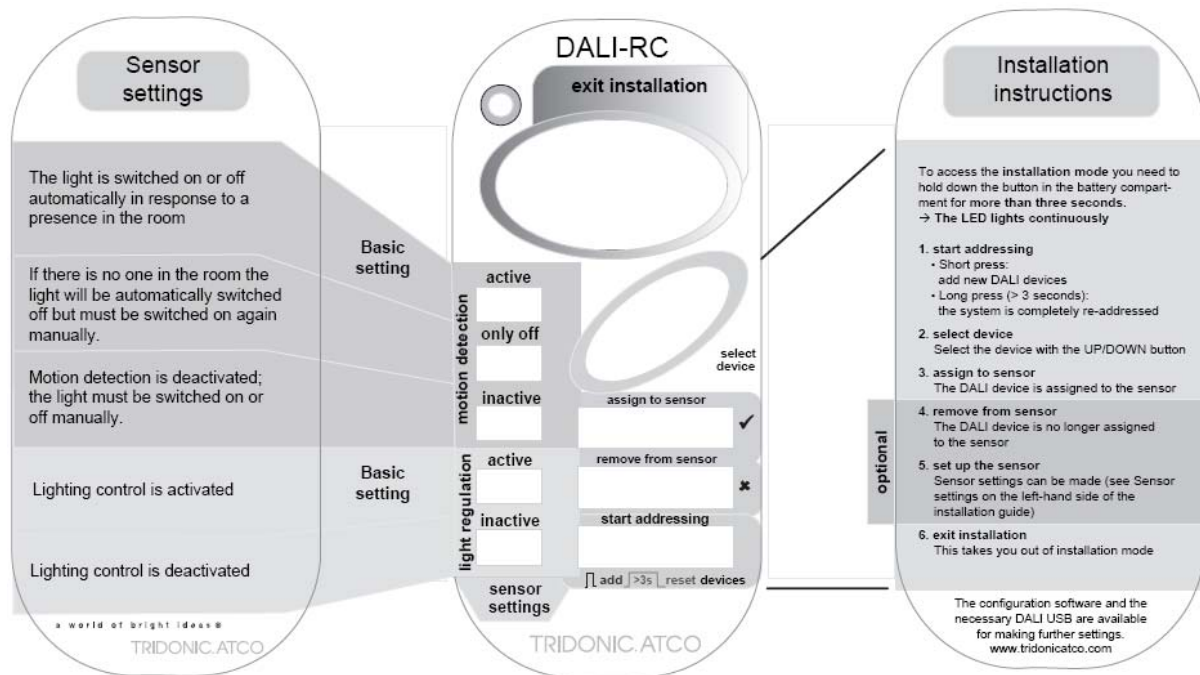 Sensor
settings
The light is switched on or off
automatically in response to a
presence in the room
If there is no one in the room the
light will be automatically switched
off but must be switched on again
manually.
Motion detection is deactivated;
the light must be switched on or
off manually.
Lighting control is activated
Lighting control is deactivated
a world of bright ideas®
TRIDONIC.ATCO
Basic
setting
Basic
setting
DALI-RC
exit installation
motion detection
active
only off
inactive
light regulation
active
inactive
sensor
settings
select
device
assign to sensor
✔
remove from sensor
✖
start addressing
add >3s reset devices
TRIDONIC.ATCO
Installation
instructions
To access the installation mode you need to
hold down the button in the battery compart-
ment for more than three seconds.
→ The LED lights continuously
1. start addressing
• Short press:
add new DALI devices
• Long press (> 3 seconds):
the system is completely re-addressed
2. select device
Select the device with the UP/DOWN button
3. assign to sensor
The DALI device is assigned to the sensor
optional
4. remove from sensor
The DALI device is no longer assigned
to the sensor
5. set up the sensor
Sensor settings can be made (see Sensor
settings on the left-hand side of the
installation guide)
6. exit installation
This takes you out of installation mode
The configuration software and the
necessary DALI USB are available
for making further settings.
www.tridonicatco.com